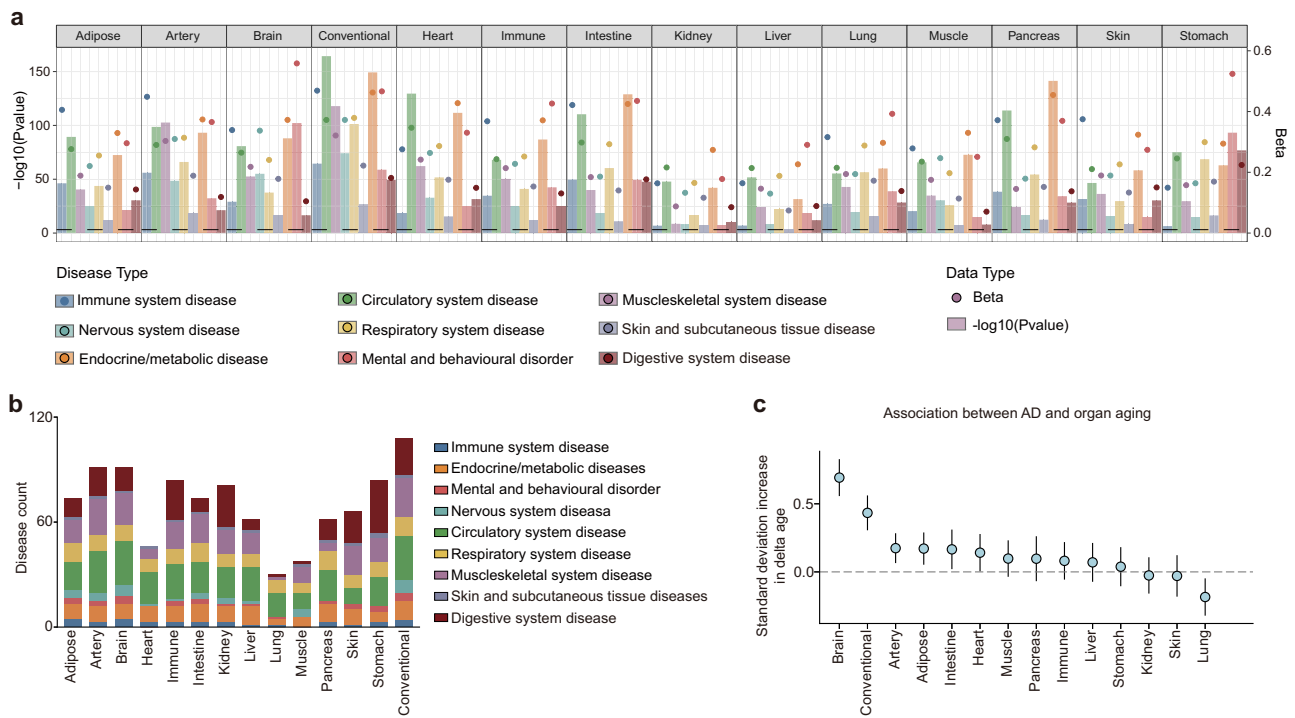 a
Adipose Artery Brain Conventional Heart Immune Intestine Kidney Liver Lung Muscle Pancreas Skin Stomach
−log10(Pvalue)
150
100
50
0
0.6
0.4
0.2
0.0
Beta
Disease Type
Immune system disease
Circulatory system disease
Muscleskeletal system disease
Nervous system disease
Respiratory system disease
Skin and subcutaneous tissue disease
Endocrine/metabolic disease
Mental and behavioural disorder
Digestive system disease
Data Type
Beta
-log10(Pvalue)
b
Disease count
120
60
0
Adipose
Artery
Brain
Heart
Immune
Intestine
Kidney
Liver
Lung
Muscle
Pancreas
Skin
Stomach
Conventional
Immune system disease
Endocrine/metabolic diseases
Mental and behavioural disorder
Nervous system diseasa
Circulatory system disease
Respiratory system disease
Muscleskeletal system disease
Skin and subcutaneous tissue diseases
Digestive system disease
c
Association between AD and organ aging
Standard deviation increase
in delta age
0.5
0.0
Brain
Conventional
Artery
Adipose
Intestine
Heart
Muscle
Pancreas
Immune
Liver
Stomach
Kidney
Skin
Lung